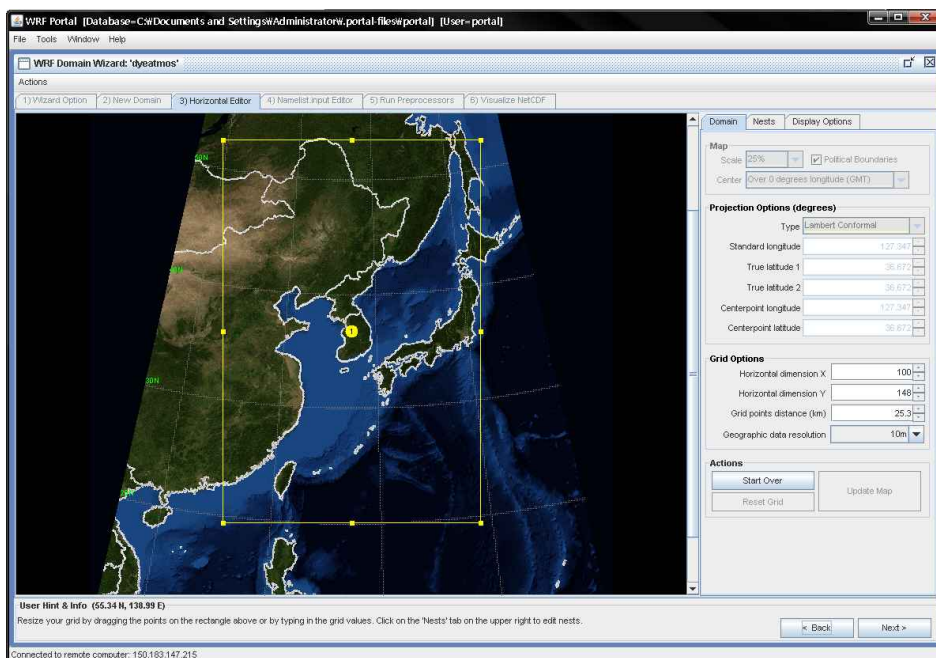 WRF Portal [Database=C:₩Documents and Settings₩Administrator₩.portal-files₩portal] [User=portal]
File Tools Window Help
WRF Domain Wizard: 'dyeatmos'
Actions
1) Wizard Option 2) New Domain 3) Horizontal Editor 4) Namelist.input Editor 5) Run Preprocessors 6) Visualize NetCDF
Domain Nests Display Options
Map
Scale 25% Political Boundaries
Center Over 0 degrees longitude (GMT)
Projection Options (degrees)
Type Lambert Conformal
Standard longitude 127.347
True latitude 1 36.672
True latitude 2 36.672
Centerpoint longitude 127.347
Centerpoint latitude 36.672
Grid Options
Horizontal dimension X 100
Horizontal dimension Y 148
Grid points distance (km) 25.3
Geographic data resolution 10m
Actions
Start Over
Update Map
Reset Grid
1
30N
User Hint & Info (55.34 N, 138.99 E)
Resize your grid by dragging the points on the rectangle above or by typing in the grid values. Click on the 'Nests' tab on the upper right to edit nests.
< Back Next >
Connected to remote computer: 150.183.147.215